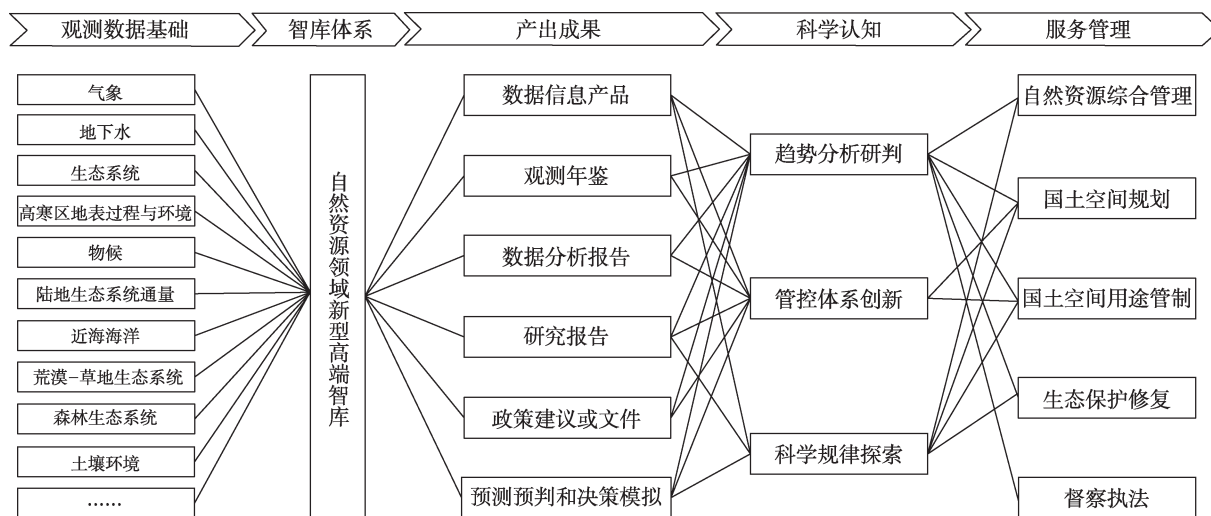 观测数据基础
智库体系
产出成果
科学认知
服务管理
气象
地下水
生态系统
高寒区地表过程与环境
物候
陆地生态系统通量
近海海洋
荒漠-草地生态系统
森林生态系统
土壤环境
……
自然资源领域新型高端智库
数据信息产品
观测年鉴
数据分析报告
研究报告
政策建议或文件
预测预判和决策模拟
趋势分析研判
管控体系创新
科学规律探索
自然资源综合管理
国土空间规划
国土空间用途管制
生态保护修复
督察执法